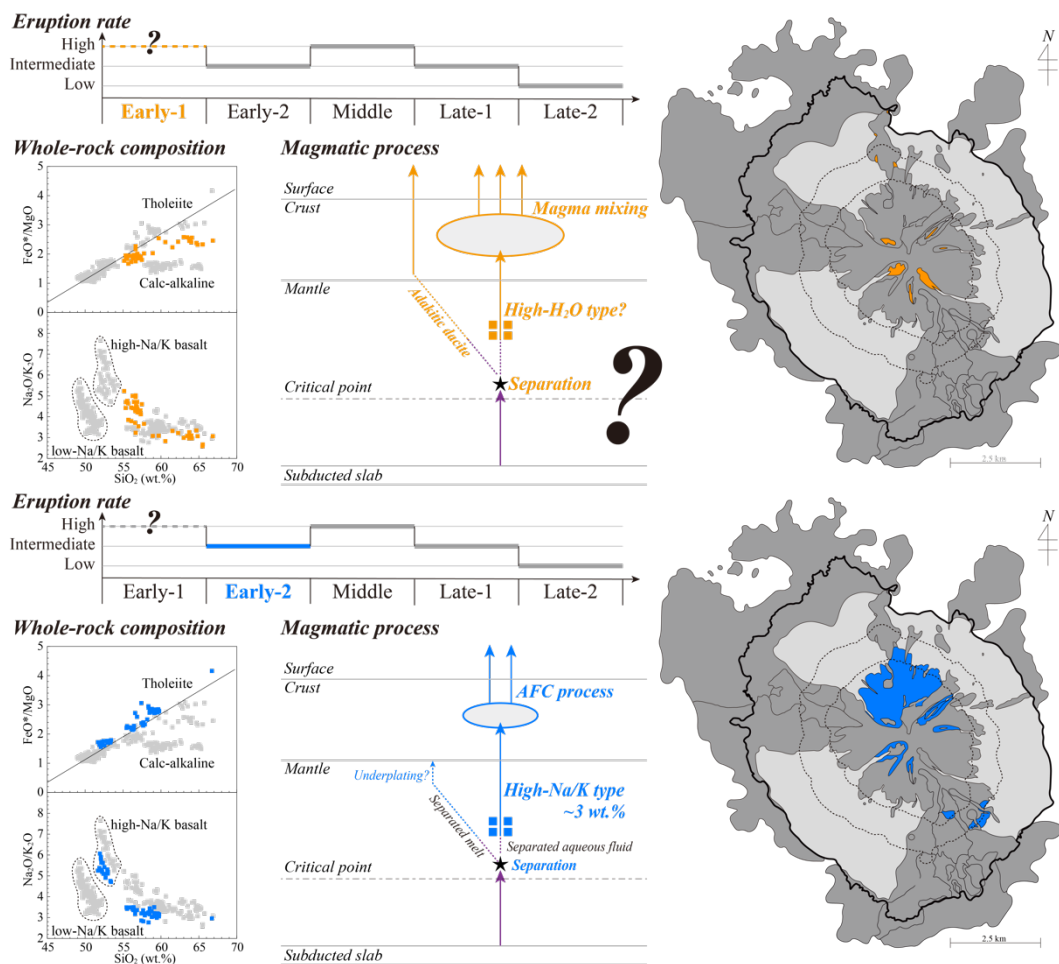 Eruption rate
High
?
Intermediate
Low
Early-1 Early-2 Middle Late-1 Late-2
Whole-rock composition
5
4
3
2
1
0
FeO*/MgO
Tholeiite
Calc-alkaline
8
7
6
5
4
3
2
Na₂O/K₂O
high-Na/K basalt
low-Na/K basalt
45 50 55 60 65 70
SiO₂ (wt.%)
Magmatic process
Surface
Crust
Magma mixing
Mantle
High-H₂O type?
Adakitic dacite
Critical point
Separation
?
Subducted slab
N
2.5 km
Eruption rate
High
?
Intermediate
Low
Early-1 Early-2 Middle Late-1 Late-2
Whole-rock composition
5
4
3
2
1
0
FeO*/MgO
Tholeiite
Calc-alkaline
8
7
6
5
4
3
2
Na₂O/K₂O
high-Na/K basalt
low-Na/K basalt
45 50 55 60 65 70
SiO₂ (wt.%)
Magmatic process
Surface
Crust
AFC process
Mantle
Underplating?
High-Na/K type
~3 wt.%
Separated melt
Separated aqueous fluid
Critical point
Separation
Subducted slab
N
2.5 km